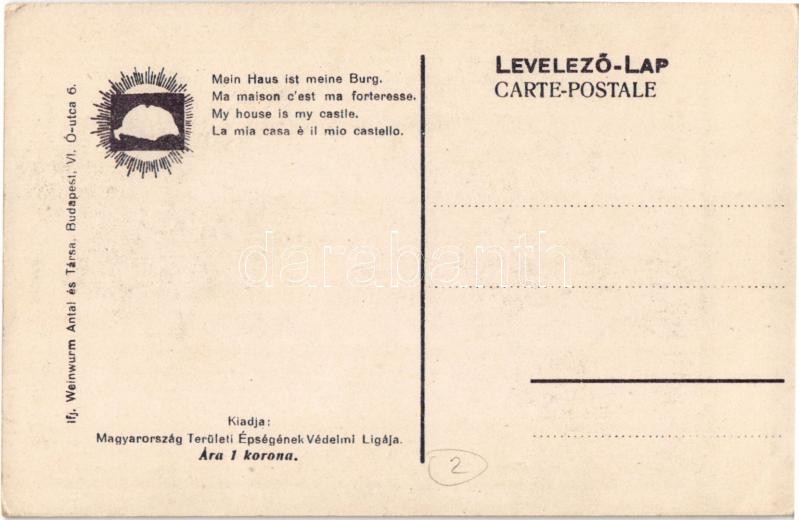 Ifj. Weinwurm Antal és Társa. Budapest, VI. Ó-utca 6.
Mein Haus ist meine Burg.
Ma maison c'est ma forteresse.
My house is my castle.
La mia casa è il mio castello.
LEVELEZŐ-LAP
CARTE-POSTALE
darabanth
Kiadja:
Magyarország Területi Épségének Védelmi Ligája.
Ára 1 korona.
2